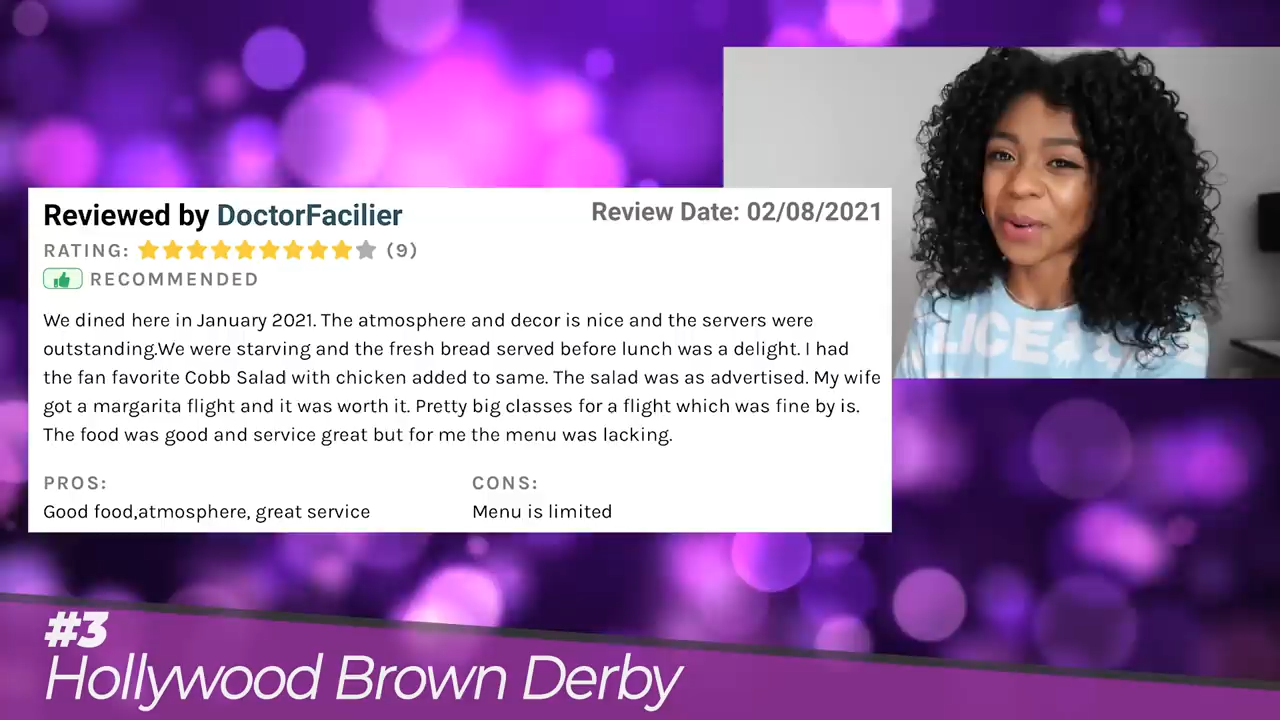 Reviewed by DoctorFacilier
Review Date: 02/08/2021
RATING: (9)
RECOMMENDED
We dined here in January 2021. The atmosphere and decor is nice and the servers were
outstanding.We were starving and the fresh bread served before lunch was a delight. I had
the fan favorite Cobb Salad with chicken added to same. The salad was as advertised. My wife
got a margarita flight and it was worth it. Pretty big classes for a flight which was fine by is.
The food was good and service great but for me the menu was lacking.
PROS:
CONS:
Good food,atmosphere, great service
Menu is limited
LICE
#3
Hollywood Brown Derby